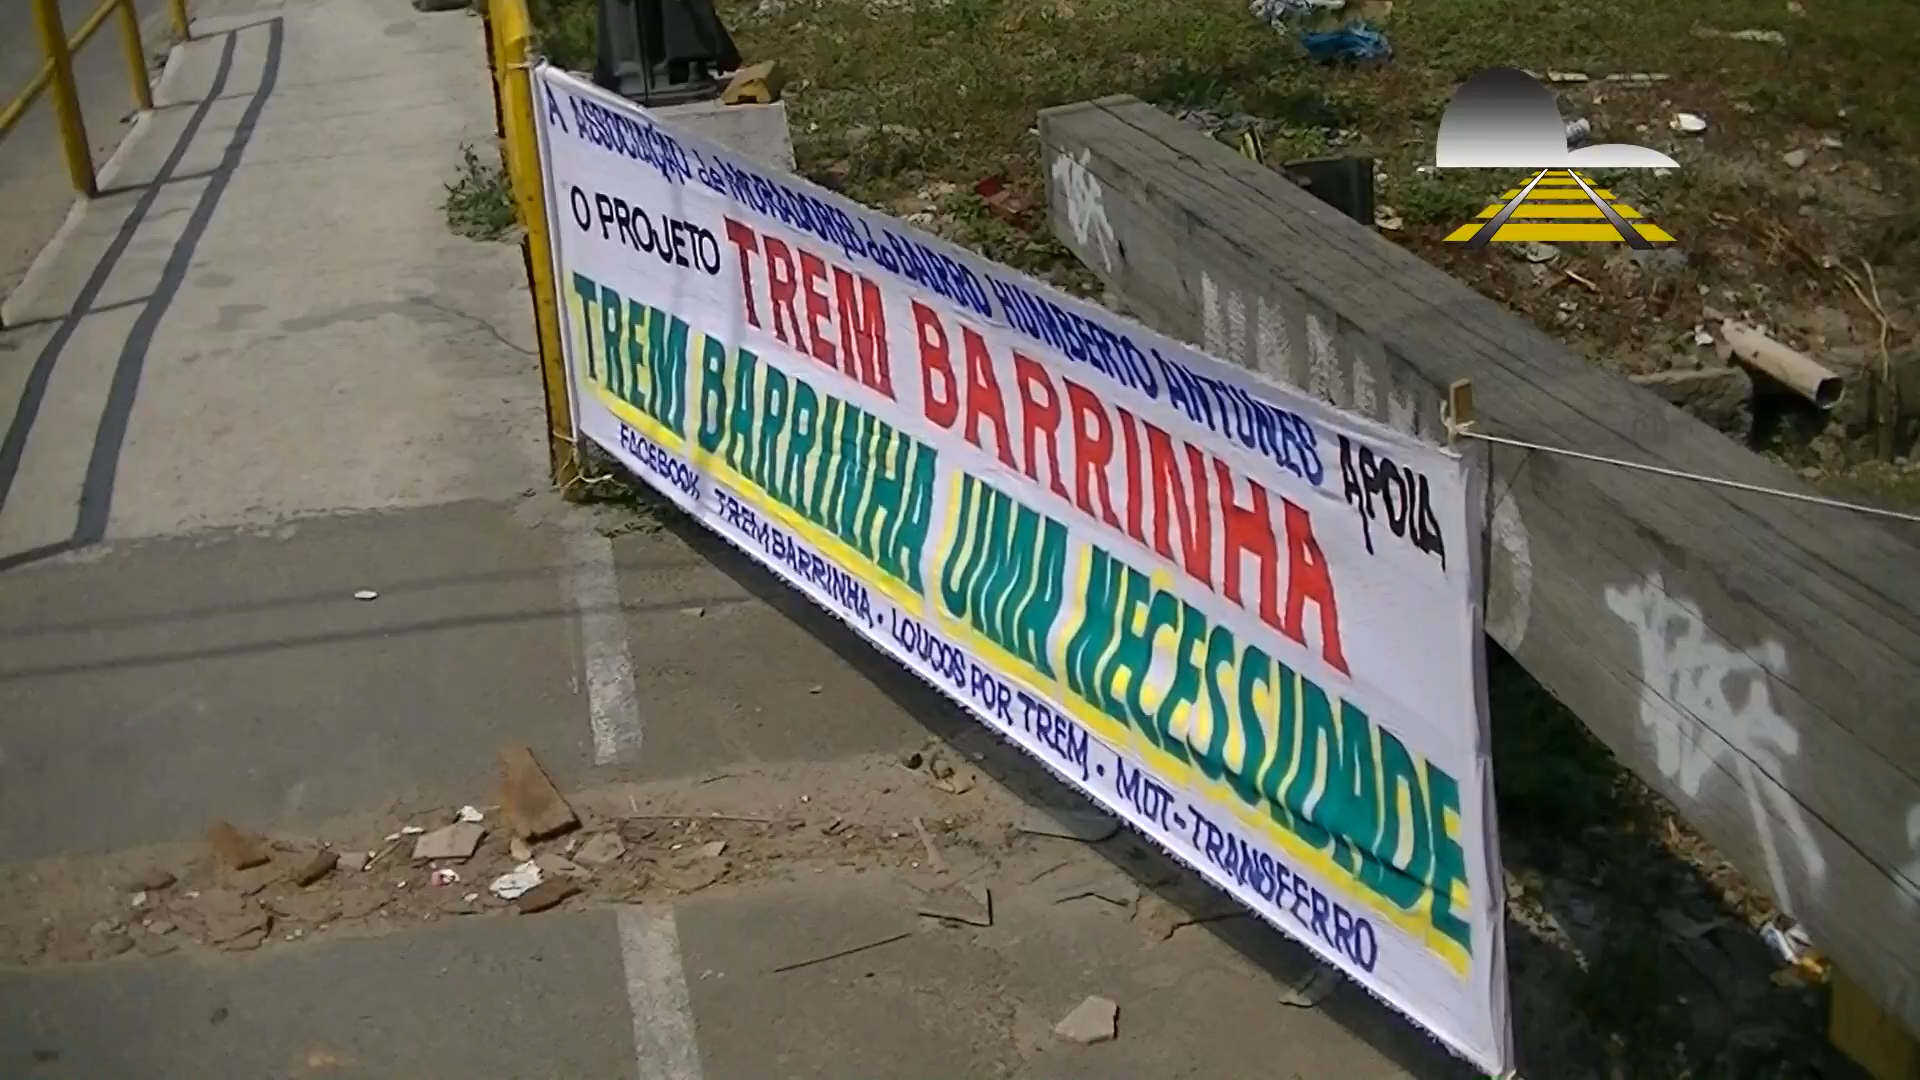 A ASSOCIAÇÃO de MORADORES do BAIRRO HUMBERTO ANTUNES APOIA
O PROJETO TREM BARRINHA
TREM BARRINHA UMA NECESSIDADE
FACEBOOK TREM BARRINHA. LOUCOS POR TREM. MDT-TRANSFERRO